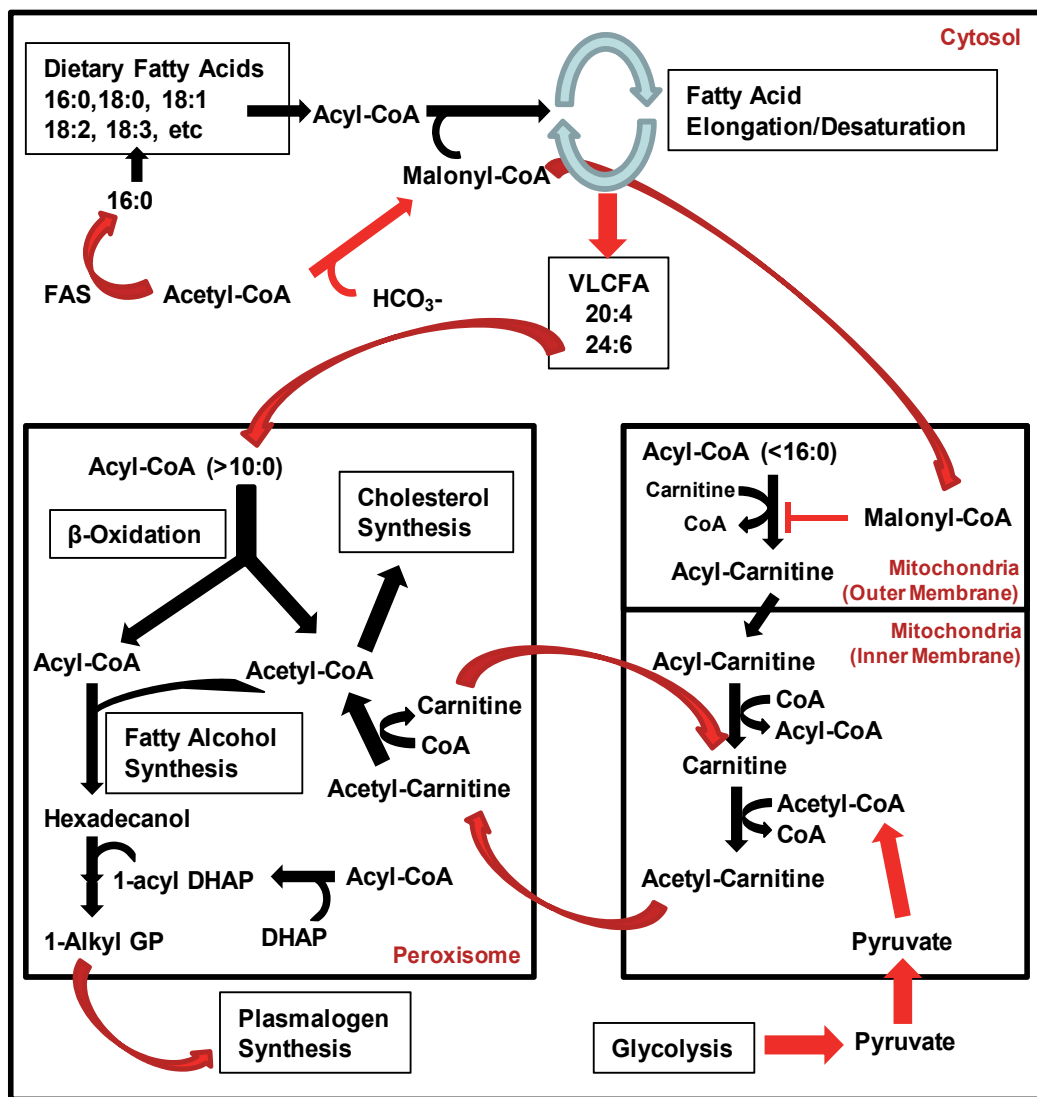 Cytosol
Dietary Fatty Acids
16:0,18:0, 18:1
18:2, 18:3, etc
Acyl-CoA
Fatty Acid
Elongation/Desaturation
Malonyl-CoA
16:0
FAS
Acetyl-CoA
HCO₃-
VLCFA
20:4
24:6
Acyl-CoA (>10:0)
β-Oxidation
Cholesterol
Synthesis
Acyl-CoA
Acetyl-CoA
Carnitine
CoA
Fatty Alcohol
Synthesis
Acetyl-Carnitine
Hexadecanol
1-acyl DHAP
Acyl-CoA
DHAP
1-Alkyl GP
Peroxisome
Plasmalogen
Synthesis
Acyl-CoA (<16:0)
Carnitine
CoA
Malonyl-CoA
Acyl-Carnitine
Mitochondria
(Outer Membrane)
Mitochondria
(Inner Membrane)
Acyl-Carnitine
CoA
Acyl-CoA
Carnitine
Acetyl-CoA
CoA
Acetyl-Carnitine
Pyruvate
Glycolysis
Pyruvate